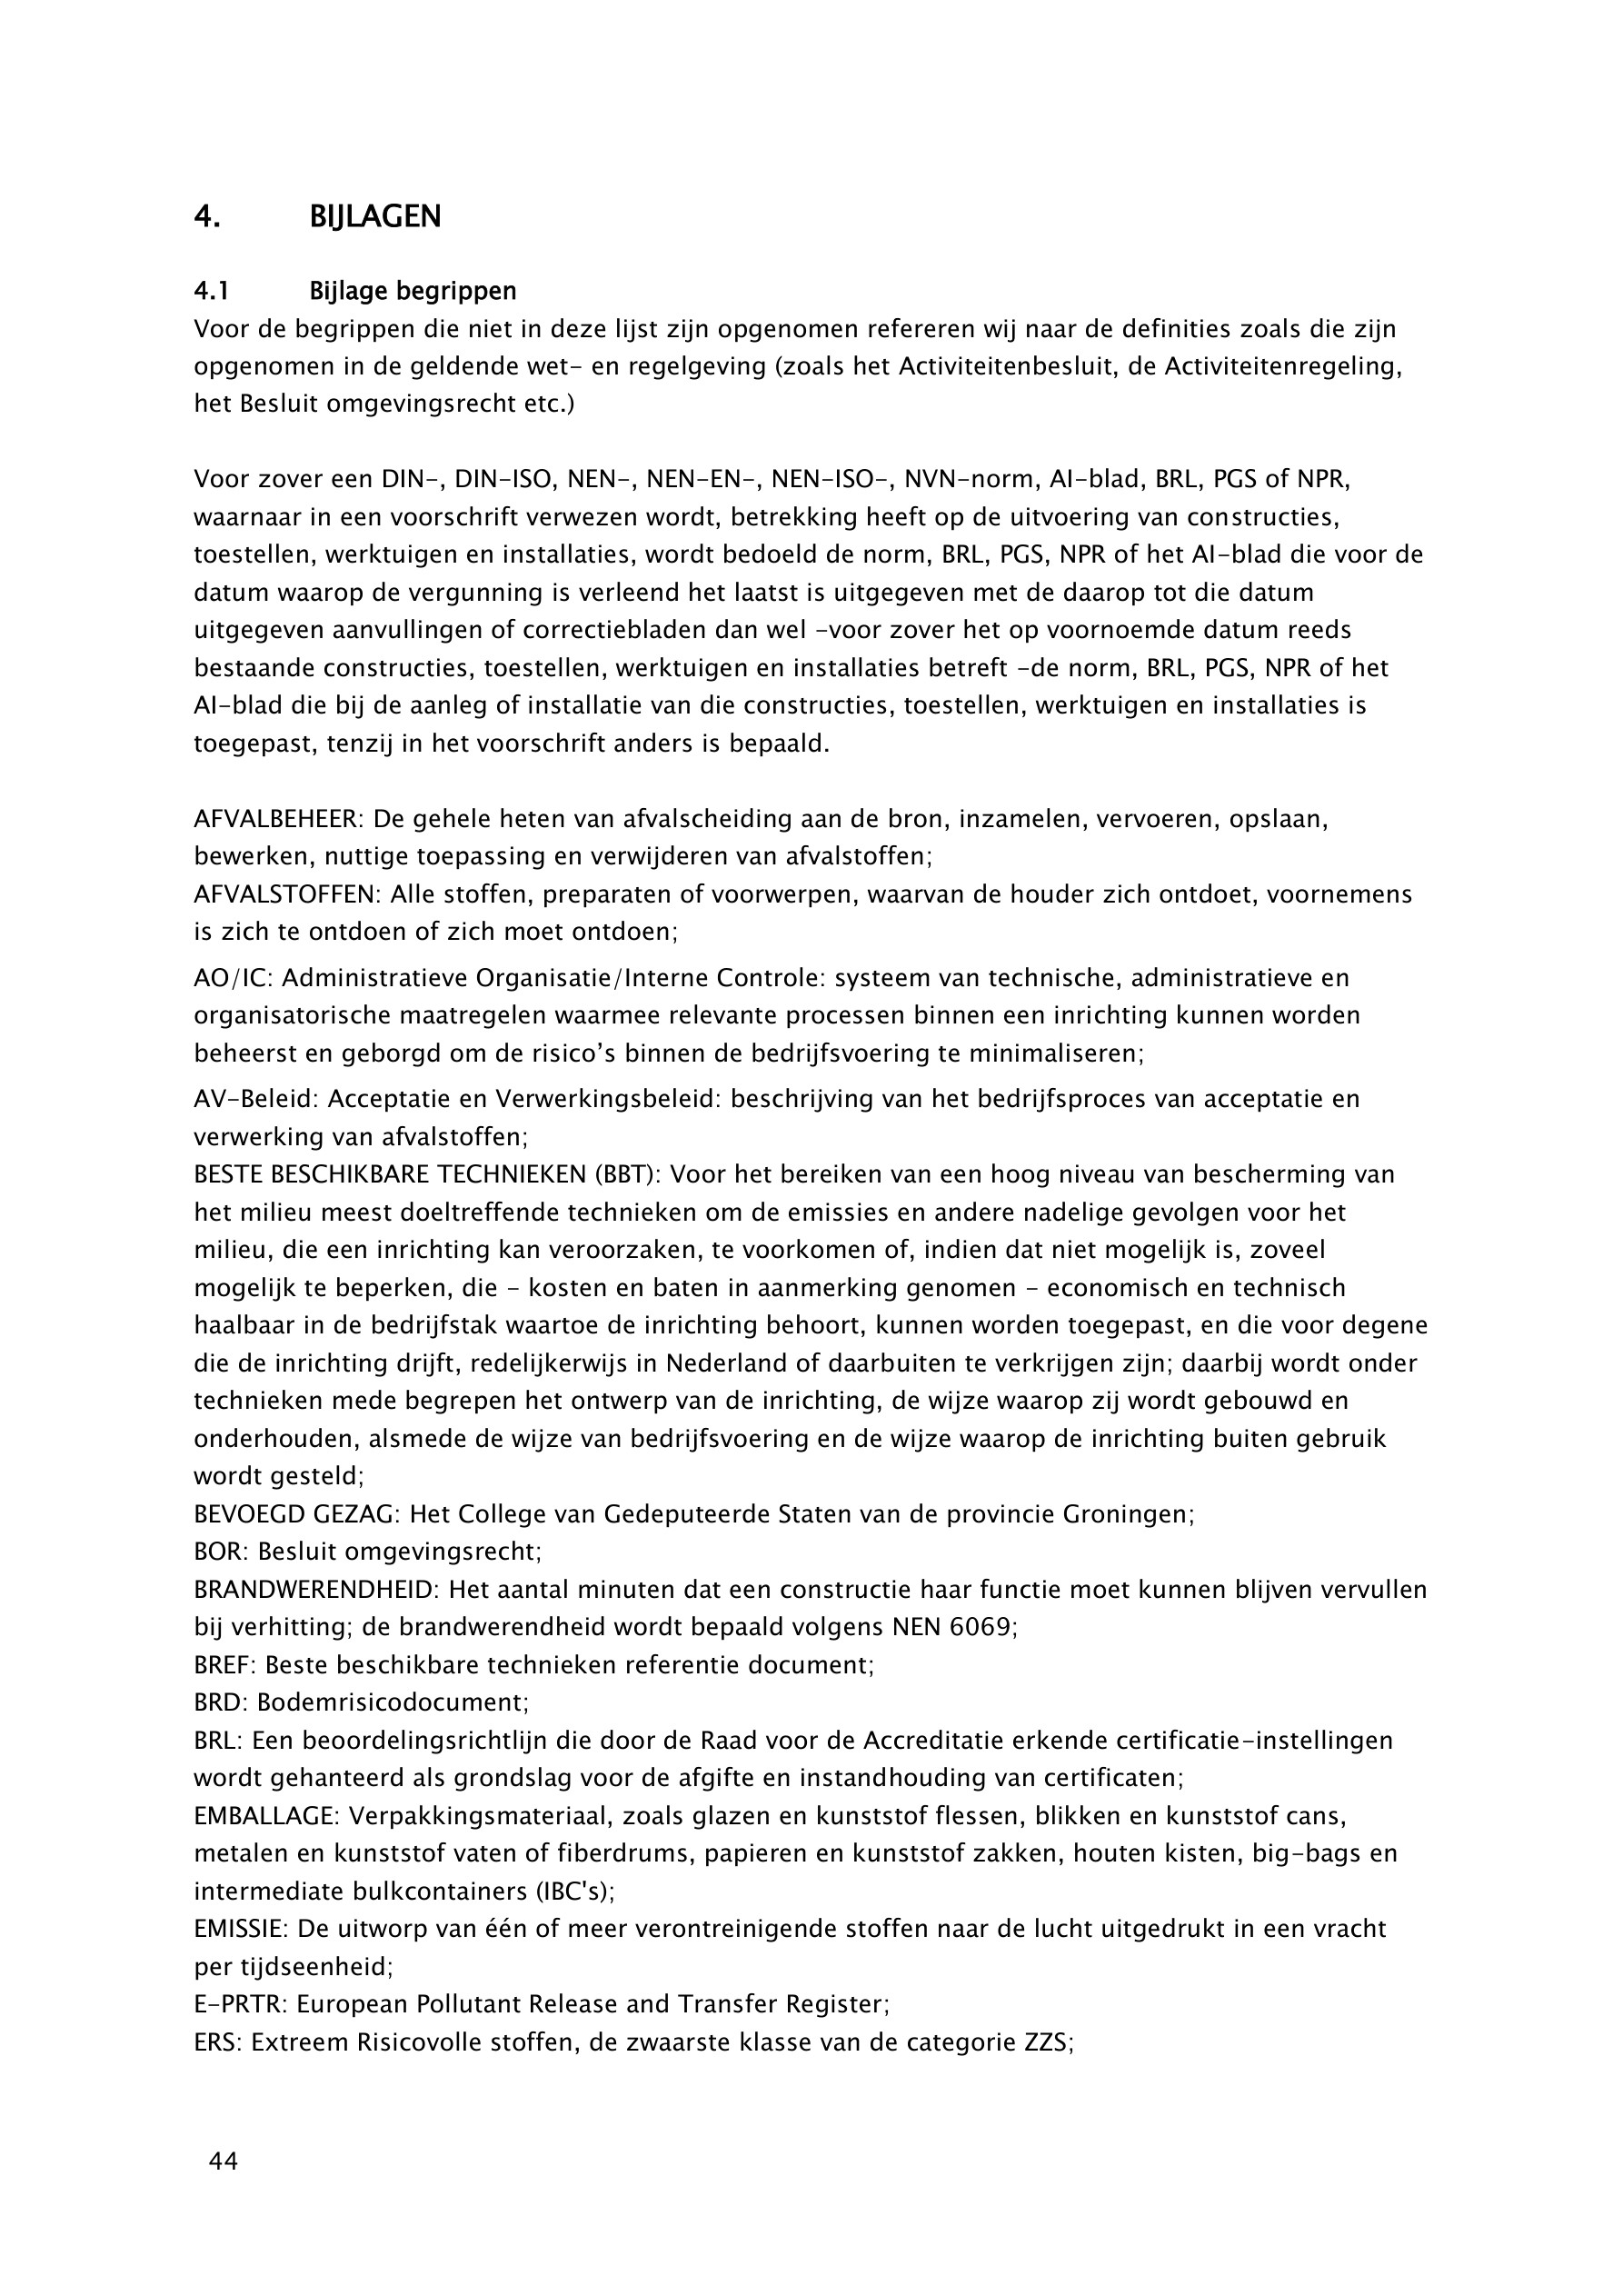 4. BIJLAGEN
4.1 Bijlage begrippen
Voor de begrippen die niet in deze lijst zijn opgenomen refereren wij naar de definities zoals die zijn
opgenomen in de geldende wet- en regelgeving (zoals het Activiteitenbesluit, de Activiteitenregeling,
het Besluit omgevingsrecht etc.)
Voor zover een DIN-, DIN-ISO, NEN-, NEN-EN-, NEN-ISO-, NVN-norm, AI-blad, BRL, PGS of NPR,
waarnaar in een voorschrift verwezen wordt, betrekking heeft op de uitvoering van constructies,
toestellen, werktuigen en installaties, wordt bedoeld de norm, BRL, PGS, NPR of het AI-blad die voor de
datum waarop de vergunning is verleend het laatst is uitgegeven met de daarop tot die datum
uitgegeven aanvullingen of correctiebladen dan wel -voor zover het op voornoemde datum reeds
bestaande constructies, toestellen, werktuigen en installaties betreft -de norm, BRL, PGS, NPR of het
AI-blad die bij de aanleg of installatie van die constructies, toestellen, werktuigen en installaties is
toegepast, tenzij in het voorschrift anders is bepaald.
AFVALBEHEER: De gehele heten van afvalscheiding aan de bron, inzamelen, vervoeren, opslaan,
bewerken, nuttige toepassing en verwijderen van afvalstoffen;
AFVALSTOFFEN: Alle stoffen, preparaten of voorwerpen, waarvan de houder zich ontdoet, voornemens
is zich te ontdoen of zich moet ontdoen;
AO/IC: Administratieve Organisatie/Interne Controle: systeem van technische, administratieve en
organisatorische maatregelen waarmee relevante processen binnen een inrichting kunnen worden
beheerst en geborgd om de risico’s binnen de bedrijfsvoering te minimaliseren;
AV-Beleid: Acceptatie en Verwerkingsbeleid: beschrijving van het bedrijfsproces van acceptatie en
verwerking van afvalstoffen;
BESTE BESCHIKBARE TECHNIEKEN (BBT): Voor het bereiken van een hoog niveau van bescherming van
het milieu meest doeltreffende technieken om de emissies en andere nadelige gevolgen voor het
milieu, die een inrichting kan veroorzaken, te voorkomen of, indien dat niet mogelijk is, zoveel
mogelijk te beperken, die - kosten en baten in aanmerking genomen - economisch en technisch
haalbaar in de bedrijfstak waartoe de inrichting behoort, kunnen worden toegepast, en die voor degene
die de inrichting drijft, redelijkerwijs in Nederland of daarbuiten te verkrijgen zijn; daarbij wordt onder
technieken mede begrepen het ontwerp van de inrichting, de wijze waarop zij wordt gebouwd en
onderhouden, alsmede de wijze van bedrijfsvoering en de wijze waarop de inrichting buiten gebruik
wordt gesteld;
BEVOEGD GEZAG: Het College van Gedeputeerde Staten van de provincie Groningen;
BOR: Besluit omgevingsrecht;
BRANDWERENDHEID: Het aantal minuten dat een constructie haar functie moet kunnen blijven vervullen
bij verhitting; de brandwerendheid wordt bepaald volgens NEN 6069;
BREF: Beste beschikbare technieken referentie document;
BRD: Bodemrisicodocument;
BRL: Een beoordelingsrichtlijn die door de Raad voor de Accreditatie erkende certificatie-instellingen
wordt gehanteerd als grondslag voor de afgifte en instandhouding van certificaten;
EMBALLAGE: Verpakkingsmateriaal, zoals glazen en kunststof flessen, blikken en kunststof cans,
metalen en kunststof vaten of fiberdrums, papieren en kunststof zakken, houten kisten, big-bags en
intermediate bulkcontainers (IBC's);
EMISSIE: De uitworp van één of meer verontreinigende stoffen naar de lucht uitgedrukt in een vracht
per tijdseenheid;
E-PRTR: European Pollutant Release and Transfer Register;
ERS: Extreem Risicovolle stoffen, de zwaarste klasse van de categorie ZZS;
44